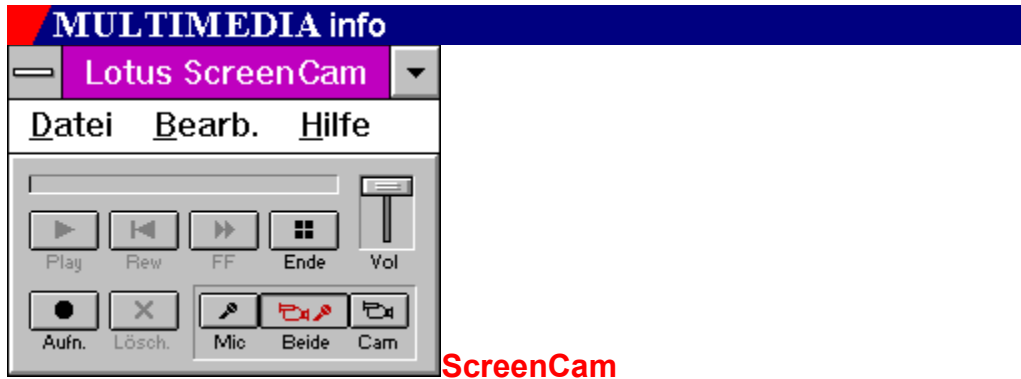 MULTIMEDIA info
Lotus ScreenCam
Datei Bearb. Hilfe
Play Rew FF Ende Vol
Aufn. Lösch. Mic Beide Cam
ScreenCam